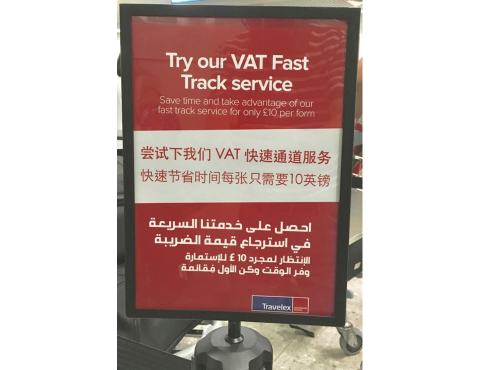 Try our VAT Fast
Track service
Save time and take advantage of our
fast track service for only £10 per form
尝试下我们 VAT 快速通道服务
快速节省时间每张只需要10英镑
احصل على خدمتنا السريعة
في استرجاع قيمة الضريبة
الإنتظار لمجرد 10 £ للإستمارة
وفر الوقت وكن الأول فقائمة
Travelex